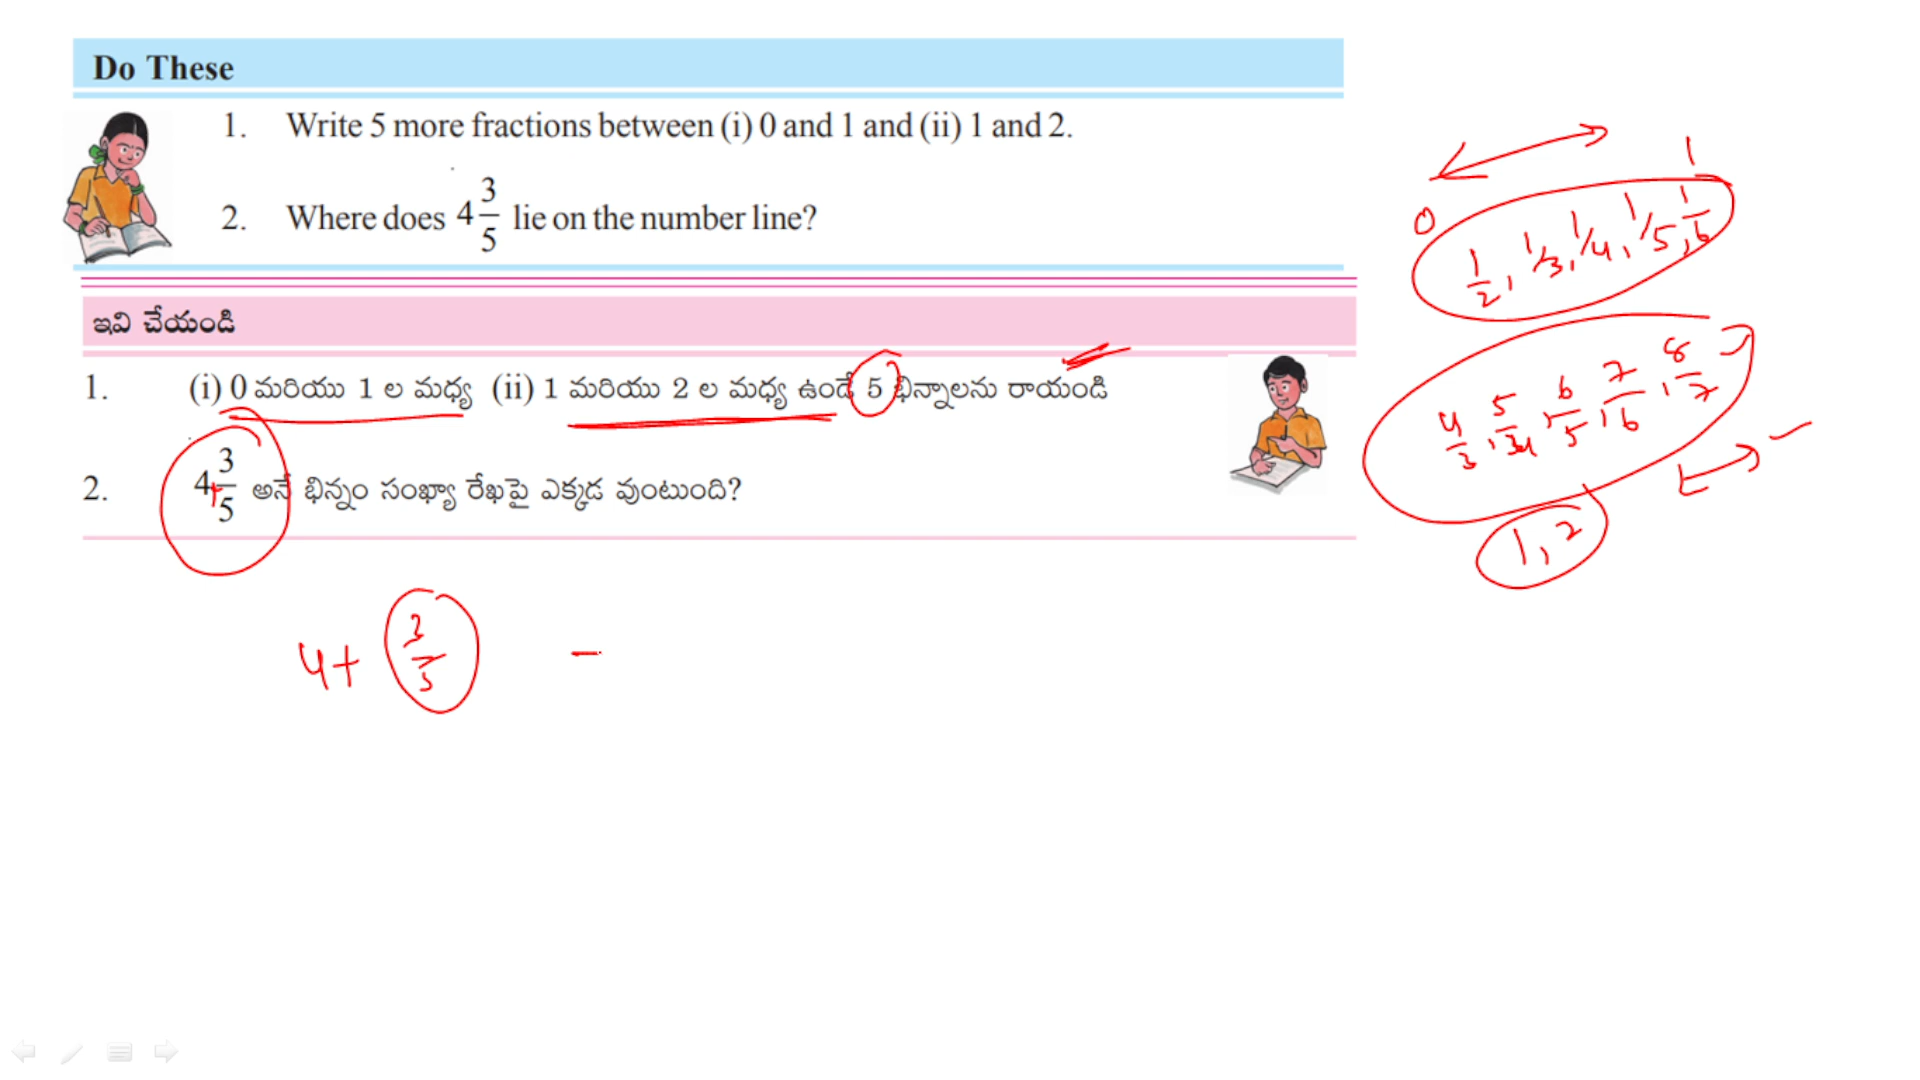 Do These
1. Write 5 more fractions between (i) 0 and 1 and (ii) 1 and 2.
2. Where does 4 3/5 lie on the number line?
ఇవి చేయండి
1. (i) 0 మరియు 1 ల మధ్య (ii) 1 మరియు 2 ల మధ్య ఉండే 5 భిన్నాలను రాయండి
2. 4 3/5 అనే భిన్నం సంఖ్యా రేఖపై ఎక్కడ వుంటుంది?
0 1
1/2, 1/3, 1/4, 1/5, 1/6
4/3, 5/4, 6/5, 7/6, 8/7
1, 2
4 + 3/5